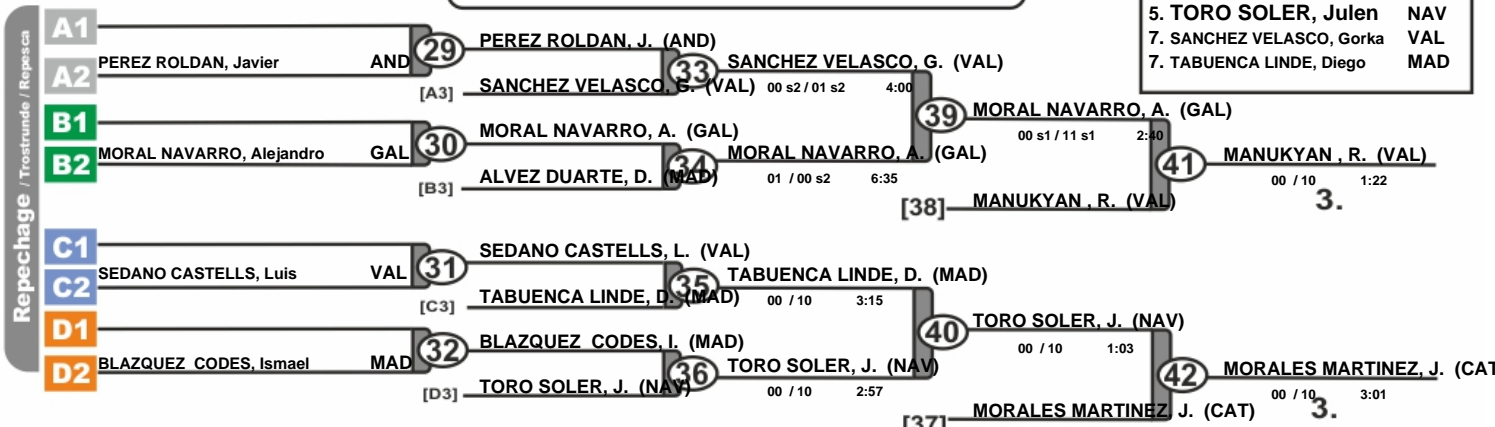 5. TORO SOLER, Julen NAV
7. SANCHEZ VELASCO, Gorka VAL
7. TABUENCA LINDE, Diego MAD
Repechage / Trostrunde / Repesca
A1
PEREZ ROLDAN, Javier AND
A2
B1
MORAL NAVARRO, Alejandro GAL
B2
C1
SEDANO CASTELLS, Luis VAL
C2
D1
BLAZQUEZ CODES, Ismael MAD
D2
29
PEREZ ROLDAN, J. (AND)
[A3] SANCHEZ VELASCO, G. (VAL)
30
MORAL NAVARRO, A. (GAL)
[B3] ALVEZ DUARTE, D. (MAD)
31
SEDANO CASTELLS, L. (VAL)
[C3] TABUENCA LINDE, D. (MAD)
32
BLAZQUEZ CODES, I. (MAD)
[D3] TORO SOLER, J. (NAV)
33
SANCHEZ VELASCO, G. (VAL)
00 s2 / 01 s2 4:00
34
MORAL NAVARRO, A. (GAL)
01 / 00 s2 6:35
35
TABUENCA LINDE, D. (MAD)
00 / 10 3:15
36
TORO SOLER, J. (NAV)
00 / 10 2:57
39
MORAL NAVARRO, A. (GAL)
00 s1 / 11 s1 2:40
[38] MANUKYAN , R. (VAL)
40
TORO SOLER, J. (NAV)
00 / 10 1:03
[37] MORALES MARTINEZ, J. (CAT)
41
MANUKYAN , R. (VAL)
00 / 10 1:22
3.
42
MORALES MARTINEZ, J. (CAT
00 / 10 3:01
3.